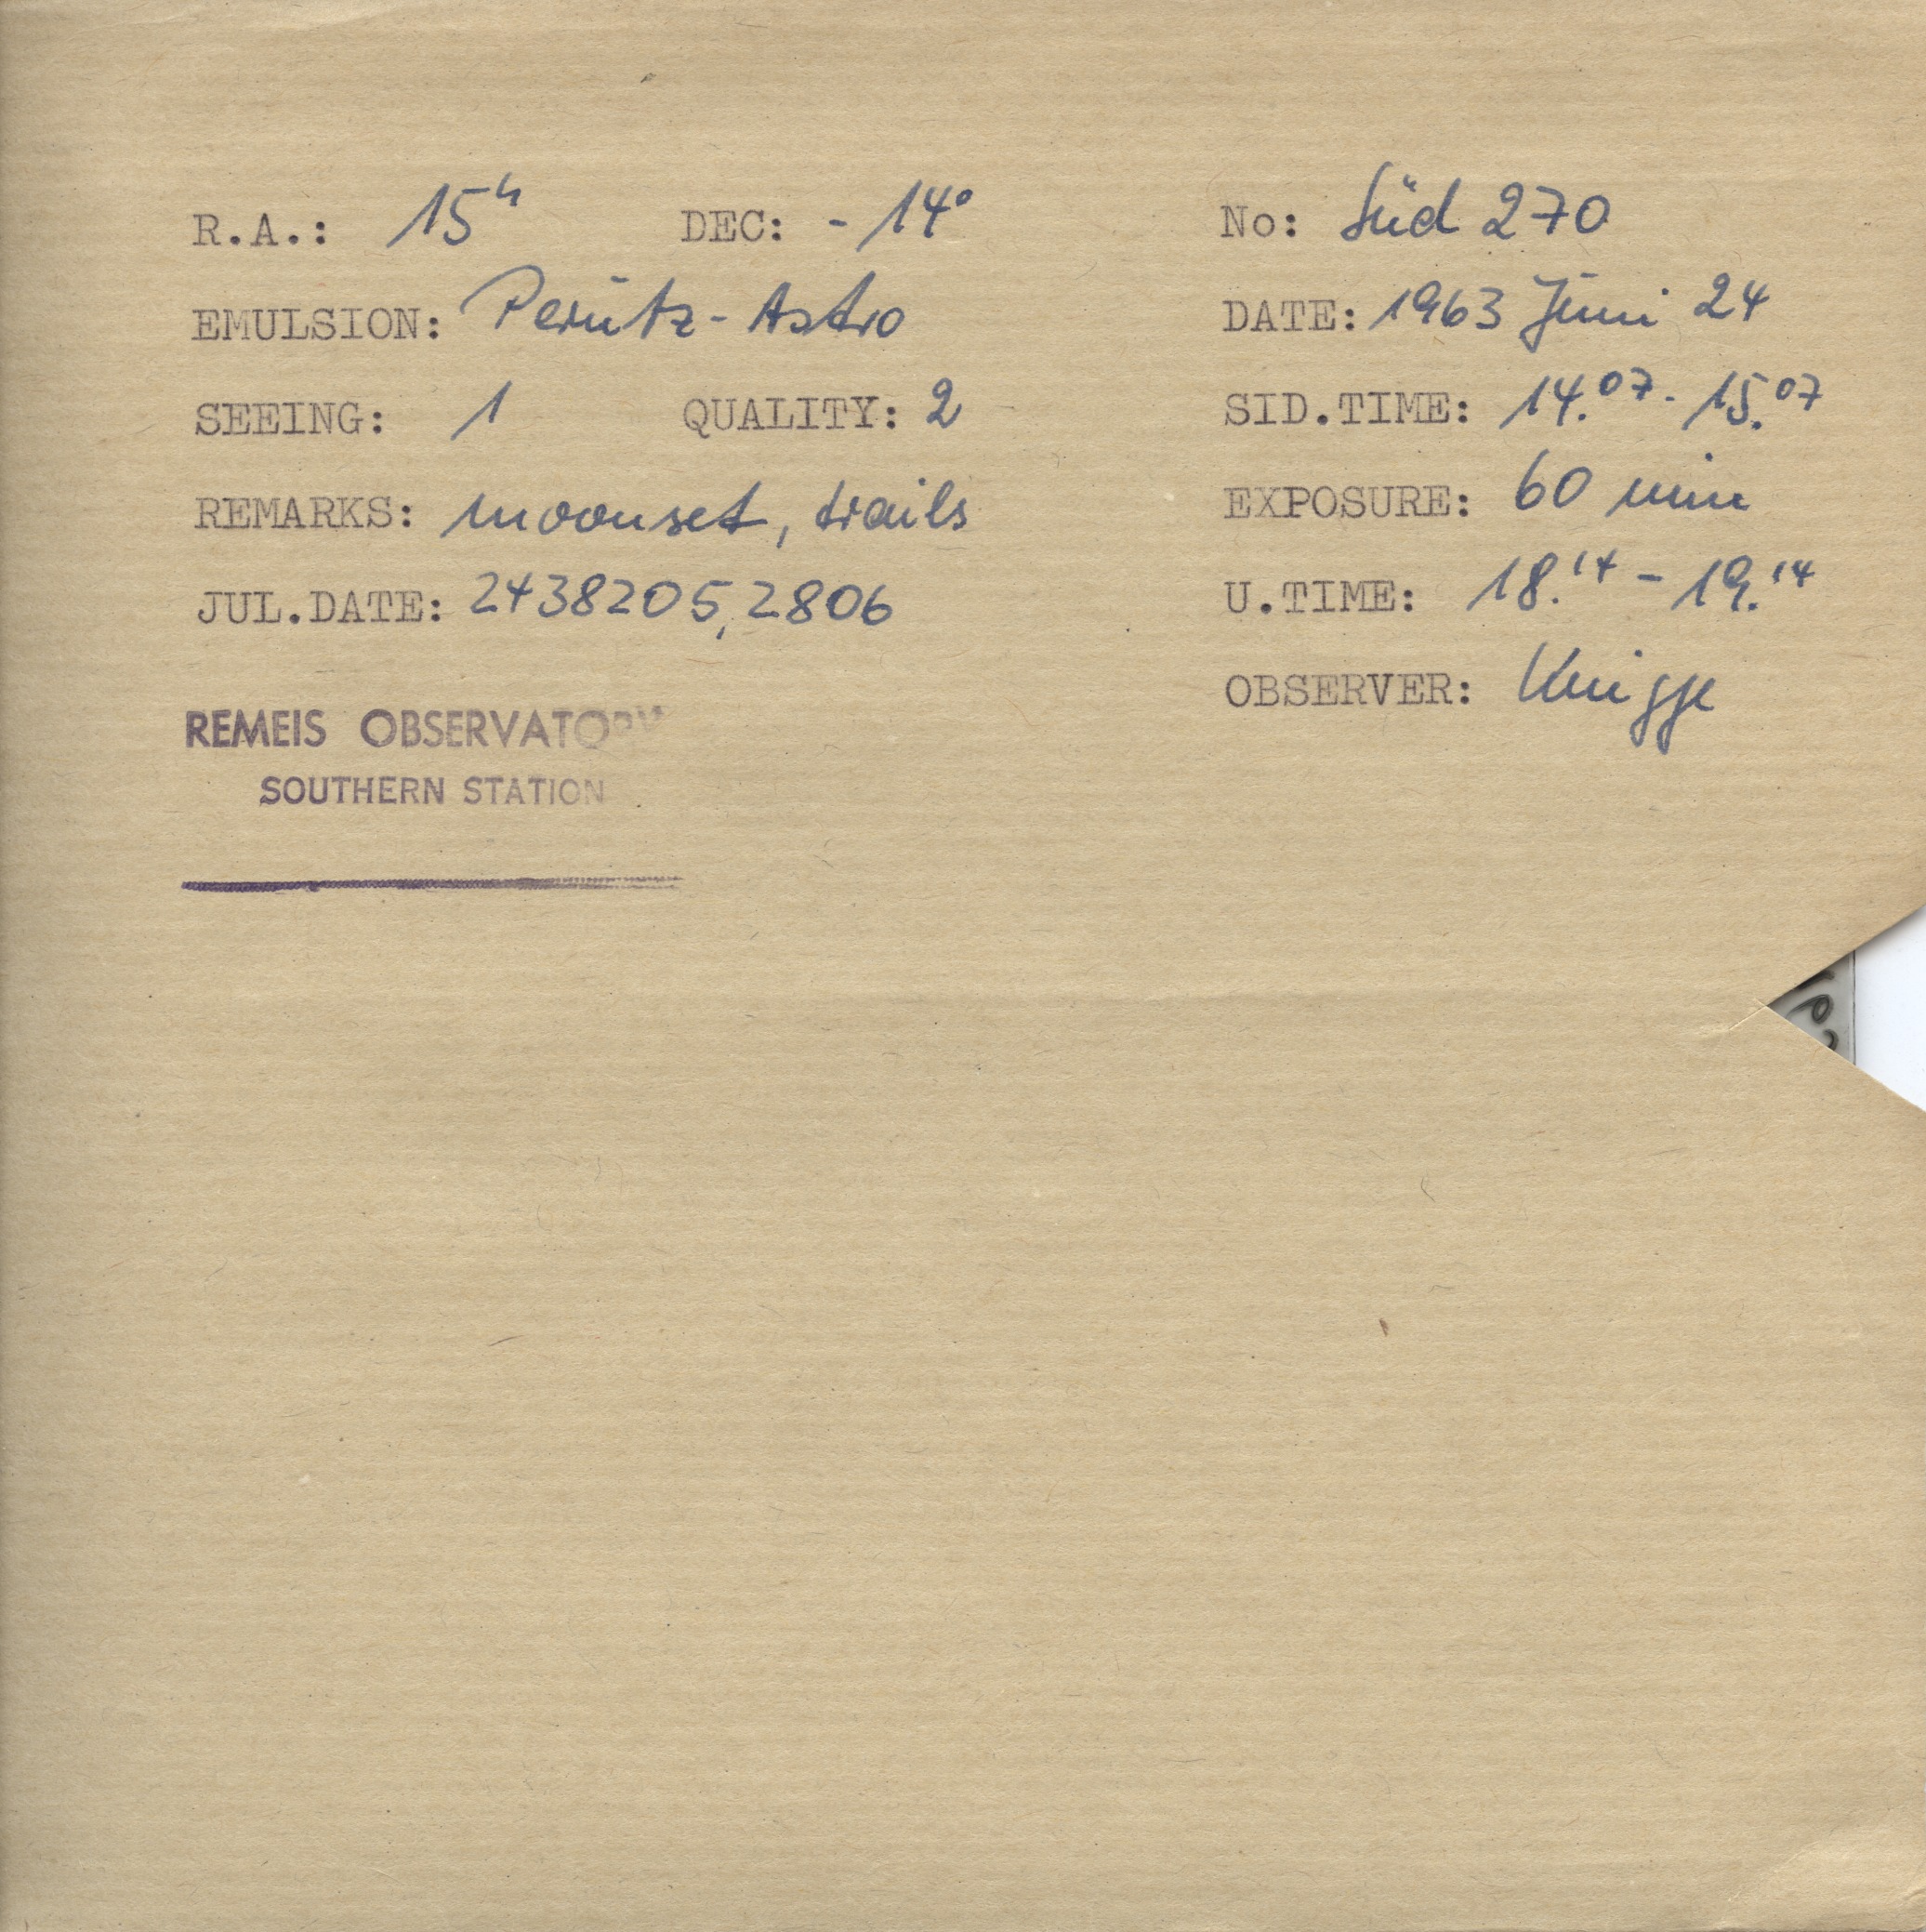 R.A.: 15h DEC: -14° No: Süd 270
EMULSION: Perutz-Astro DATE: 1963 Juni 24
SEEING: 1 QUALITY: 2 SID.TIME: 14.07 - 15.07
REMARKS: moonset, trails EXPOSURE: 60 min
JUL.DATE: 2438205,2806 U.TIME: 18.14 - 19.14
OBSERVER: Knigge
REMEIS OBSERVATORY
SOUTHERN STATION